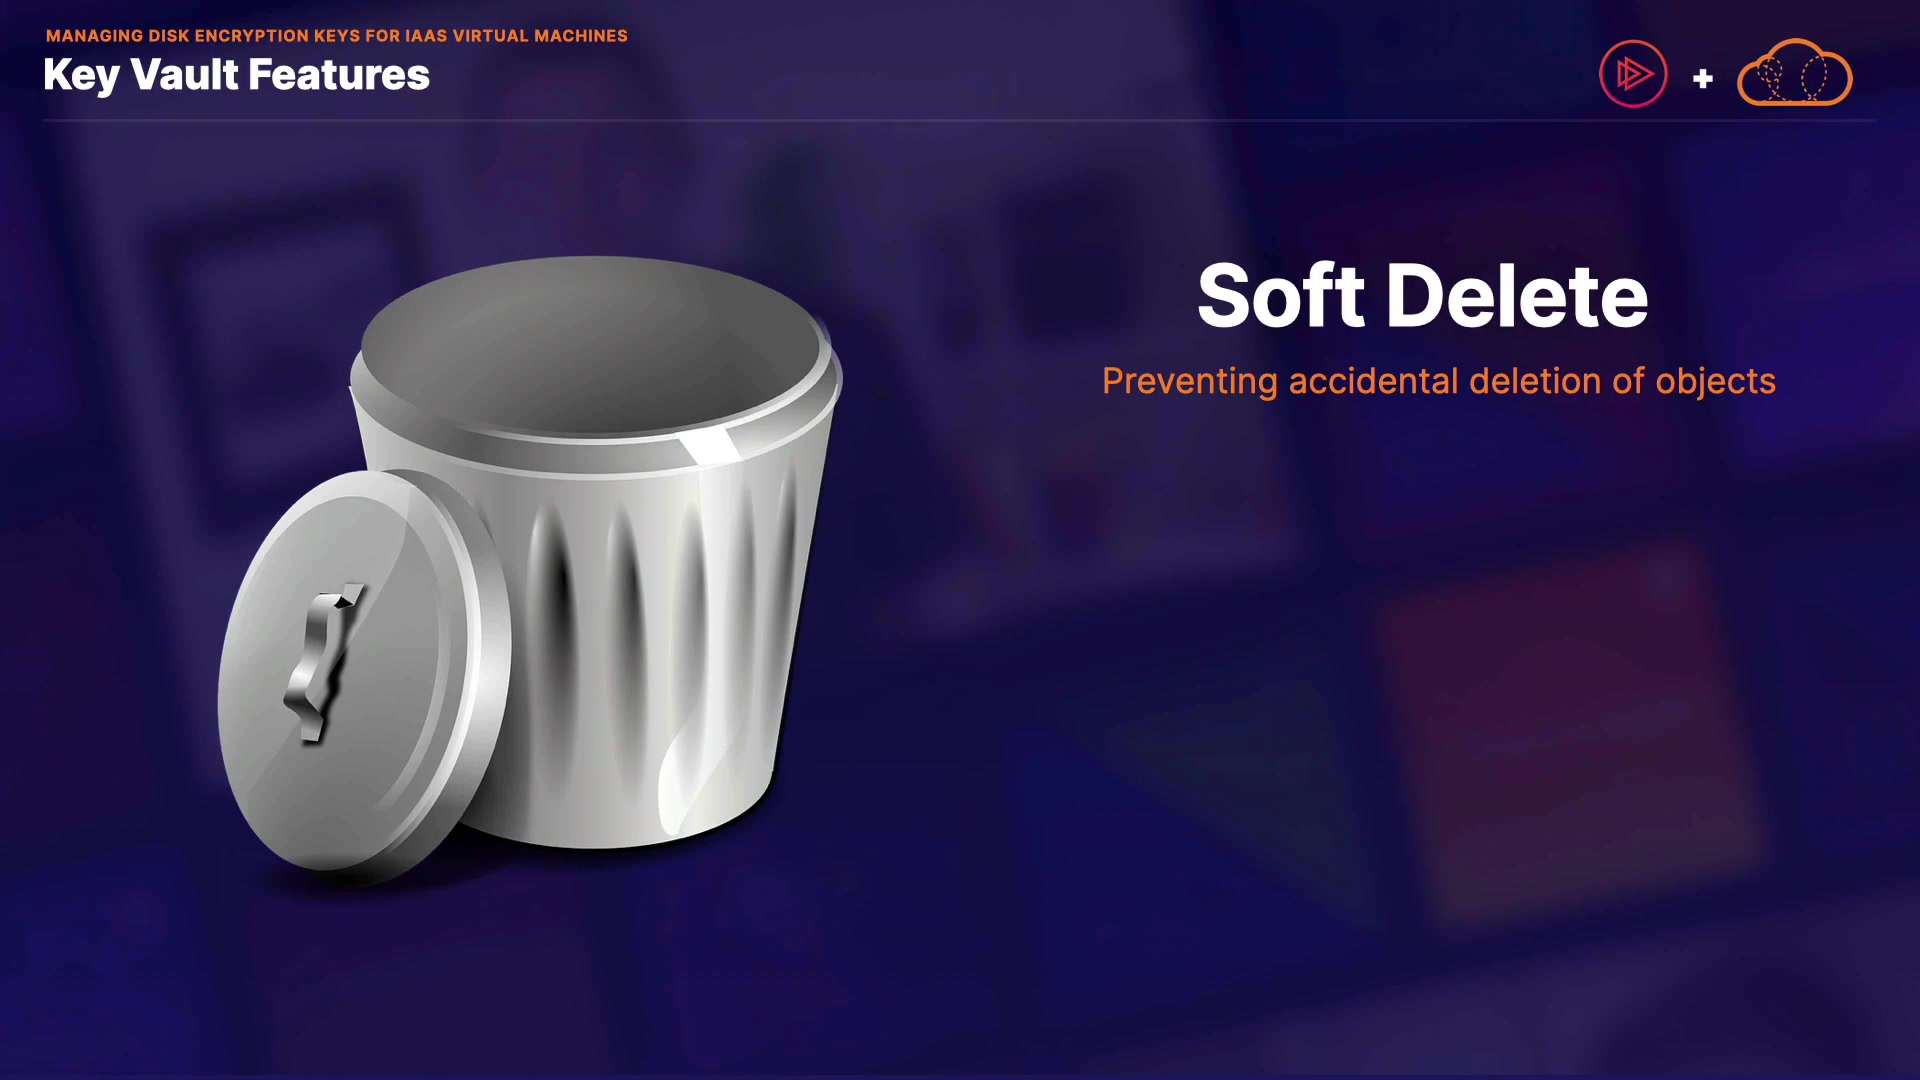 MANAGING DISK ENCRYPTION KEYS FOR IAAS VIRTUAL MACHINES
Key Vault Features
+
Soft Delete
Preventing accidental deletion of objects